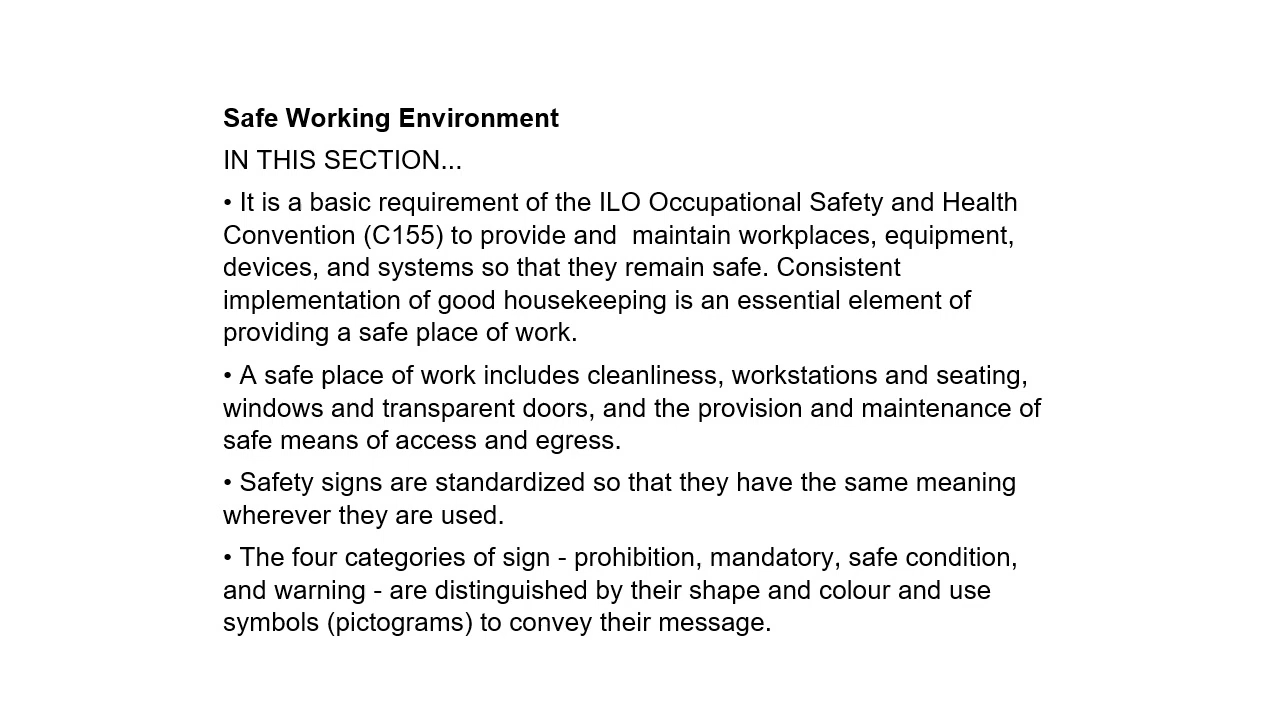 Safe Working Environment
IN THIS SECTION...
• It is a basic requirement of the ILO Occupational Safety and Health
Convention (C155) to provide and  maintain workplaces, equipment,
devices, and systems so that they remain safe. Consistent
implementation of good housekeeping is an essential element of
providing a safe place of work.
• A safe place of work includes cleanliness, workstations and seating,
windows and transparent doors, and the provision and maintenance of
safe means of access and egress.
• Safety signs are standardized so that they have the same meaning
wherever they are used.
• The four categories of sign - prohibition, mandatory, safe condition,
and warning - are distinguished by their shape and colour and use
symbols (pictograms) to convey their message.